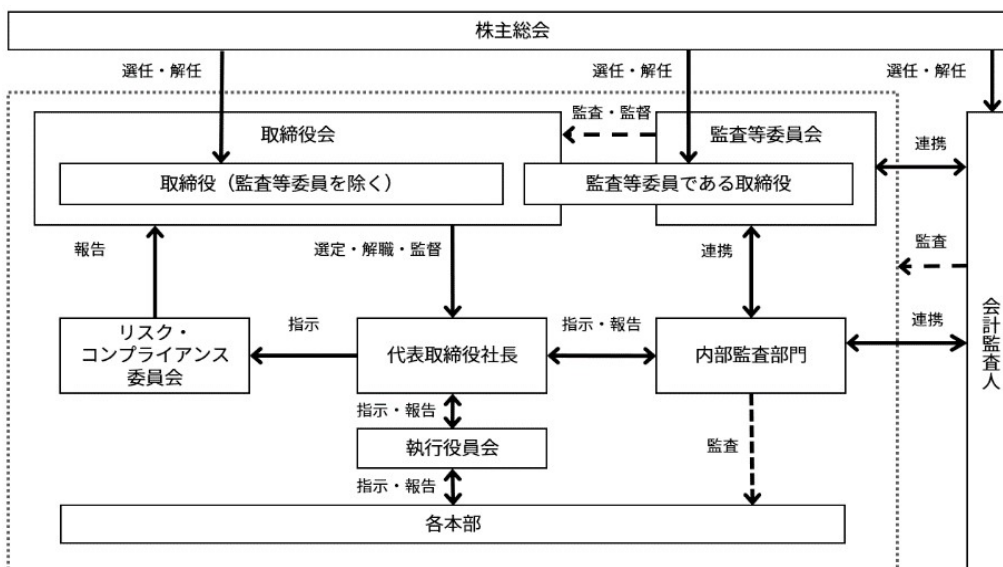 株主総会
選任・解任
選任・解任
選任・解任
取締役会
監査・監督
監査等委員会
取締役（監査等委員を除く）
監査等委員である取締役
連携
報告
選定・解職・監督
連携
監査
リスク・
コンプライアンス
委員会
指示
代表取締役社長
指示・報告
内部監査部門
連携
会計監査人
指示・報告
執行役員会
監査
指示・報告
各本部